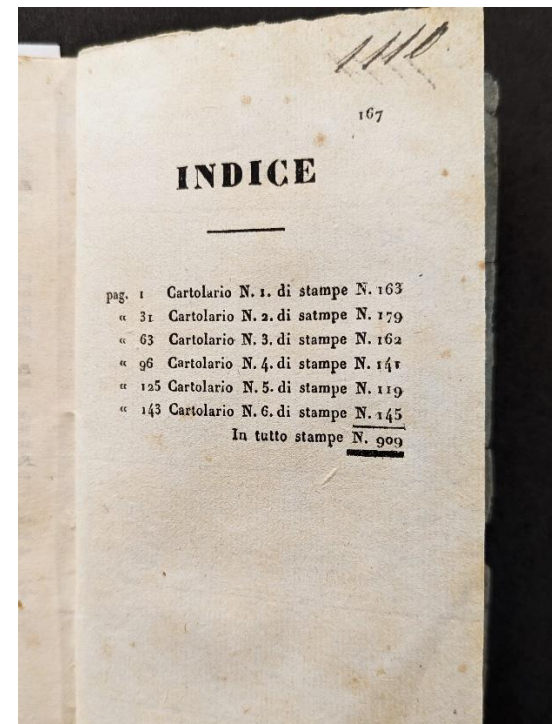 1110.
167
INDICE
pag. 1 Cartolario N. 1. di stampe N. 163
« 31 Cartolario N. 2. di satmpe N. 179
« 63 Cartolario N. 3. di stampe N. 162
« 96 Cartolario N. 4. di stampe N. 141
« 125 Cartolario N. 5. di stampe N. 119
« 143 Cartolario N. 6. di stampe N. 145
In tutto stampe N. 909